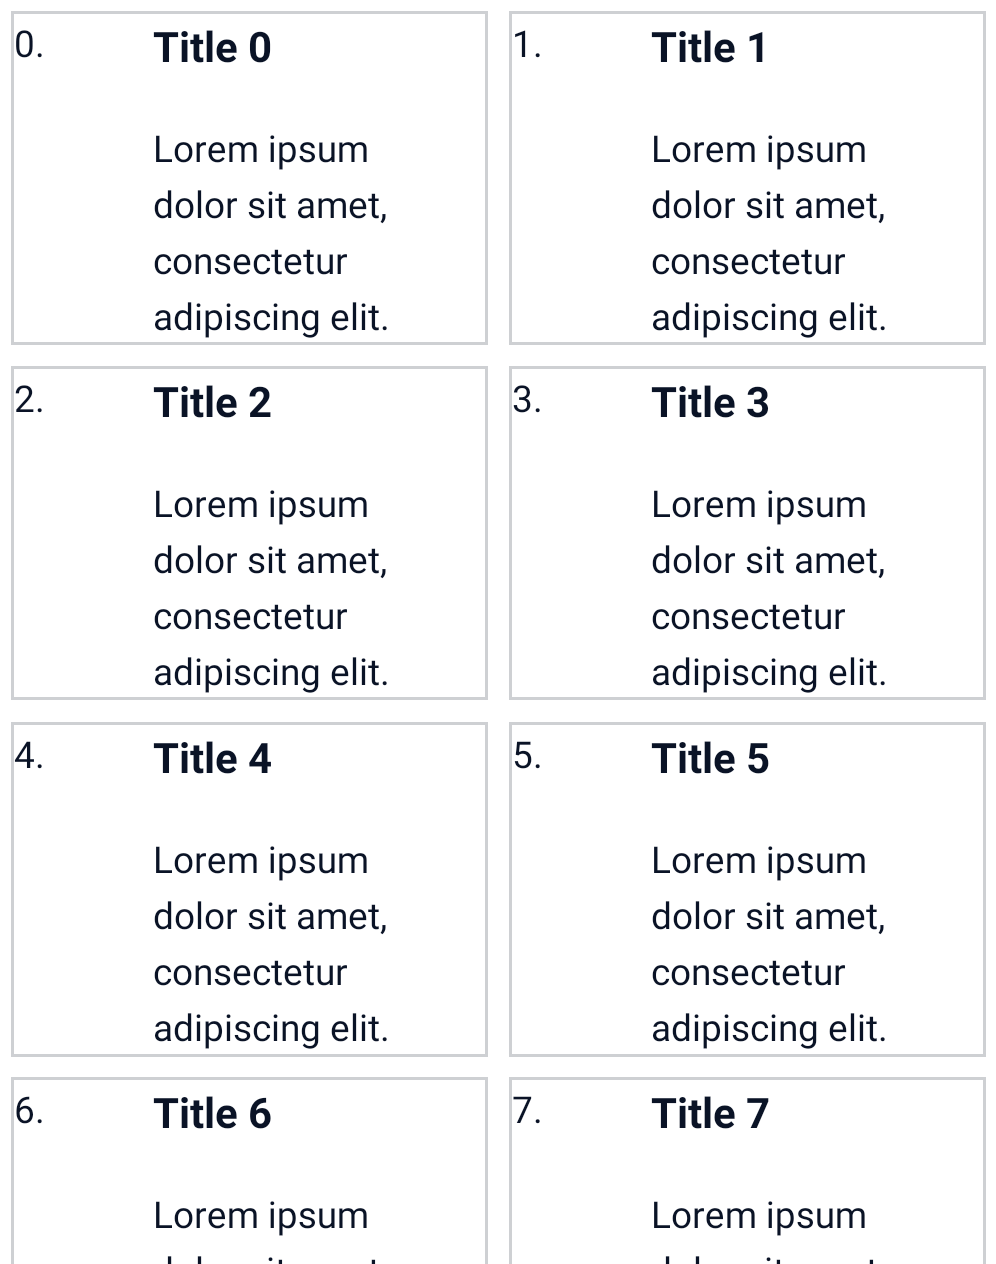 0. Title 0
Lorem ipsum
dolor sit amet,
consectetur
adipiscing elit.
1. Title 1
Lorem ipsum
dolor sit amet,
consectetur
adipiscing elit.
2. Title 2
Lorem ipsum
dolor sit amet,
consectetur
adipiscing elit.
3. Title 3
Lorem ipsum
dolor sit amet,
consectetur
adipiscing elit.
4. Title 4
Lorem ipsum
dolor sit amet,
consectetur
adipiscing elit.
5. Title 5
Lorem ipsum
dolor sit amet,
consectetur
adipiscing elit.
6. Title 6
Lorem ipsum
7. Title 7
Lorem ipsum